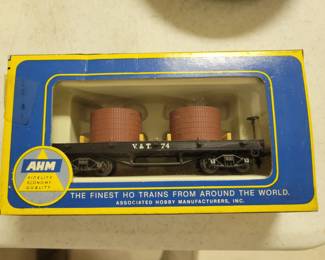 V. & T. 74
AHM
FIDELITY
ECONOMY
QUALITY
THE FINEST HO TRAINS FROM AROUND THE WORLD.
ASSOCIATED HOBBY MANUFACTURERS, INC.